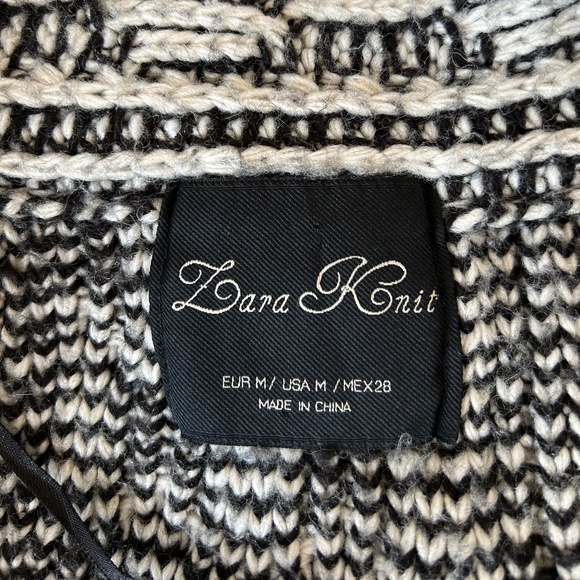 Zara Knit
EUR M / USA M / MEX28
MADE IN CHINA